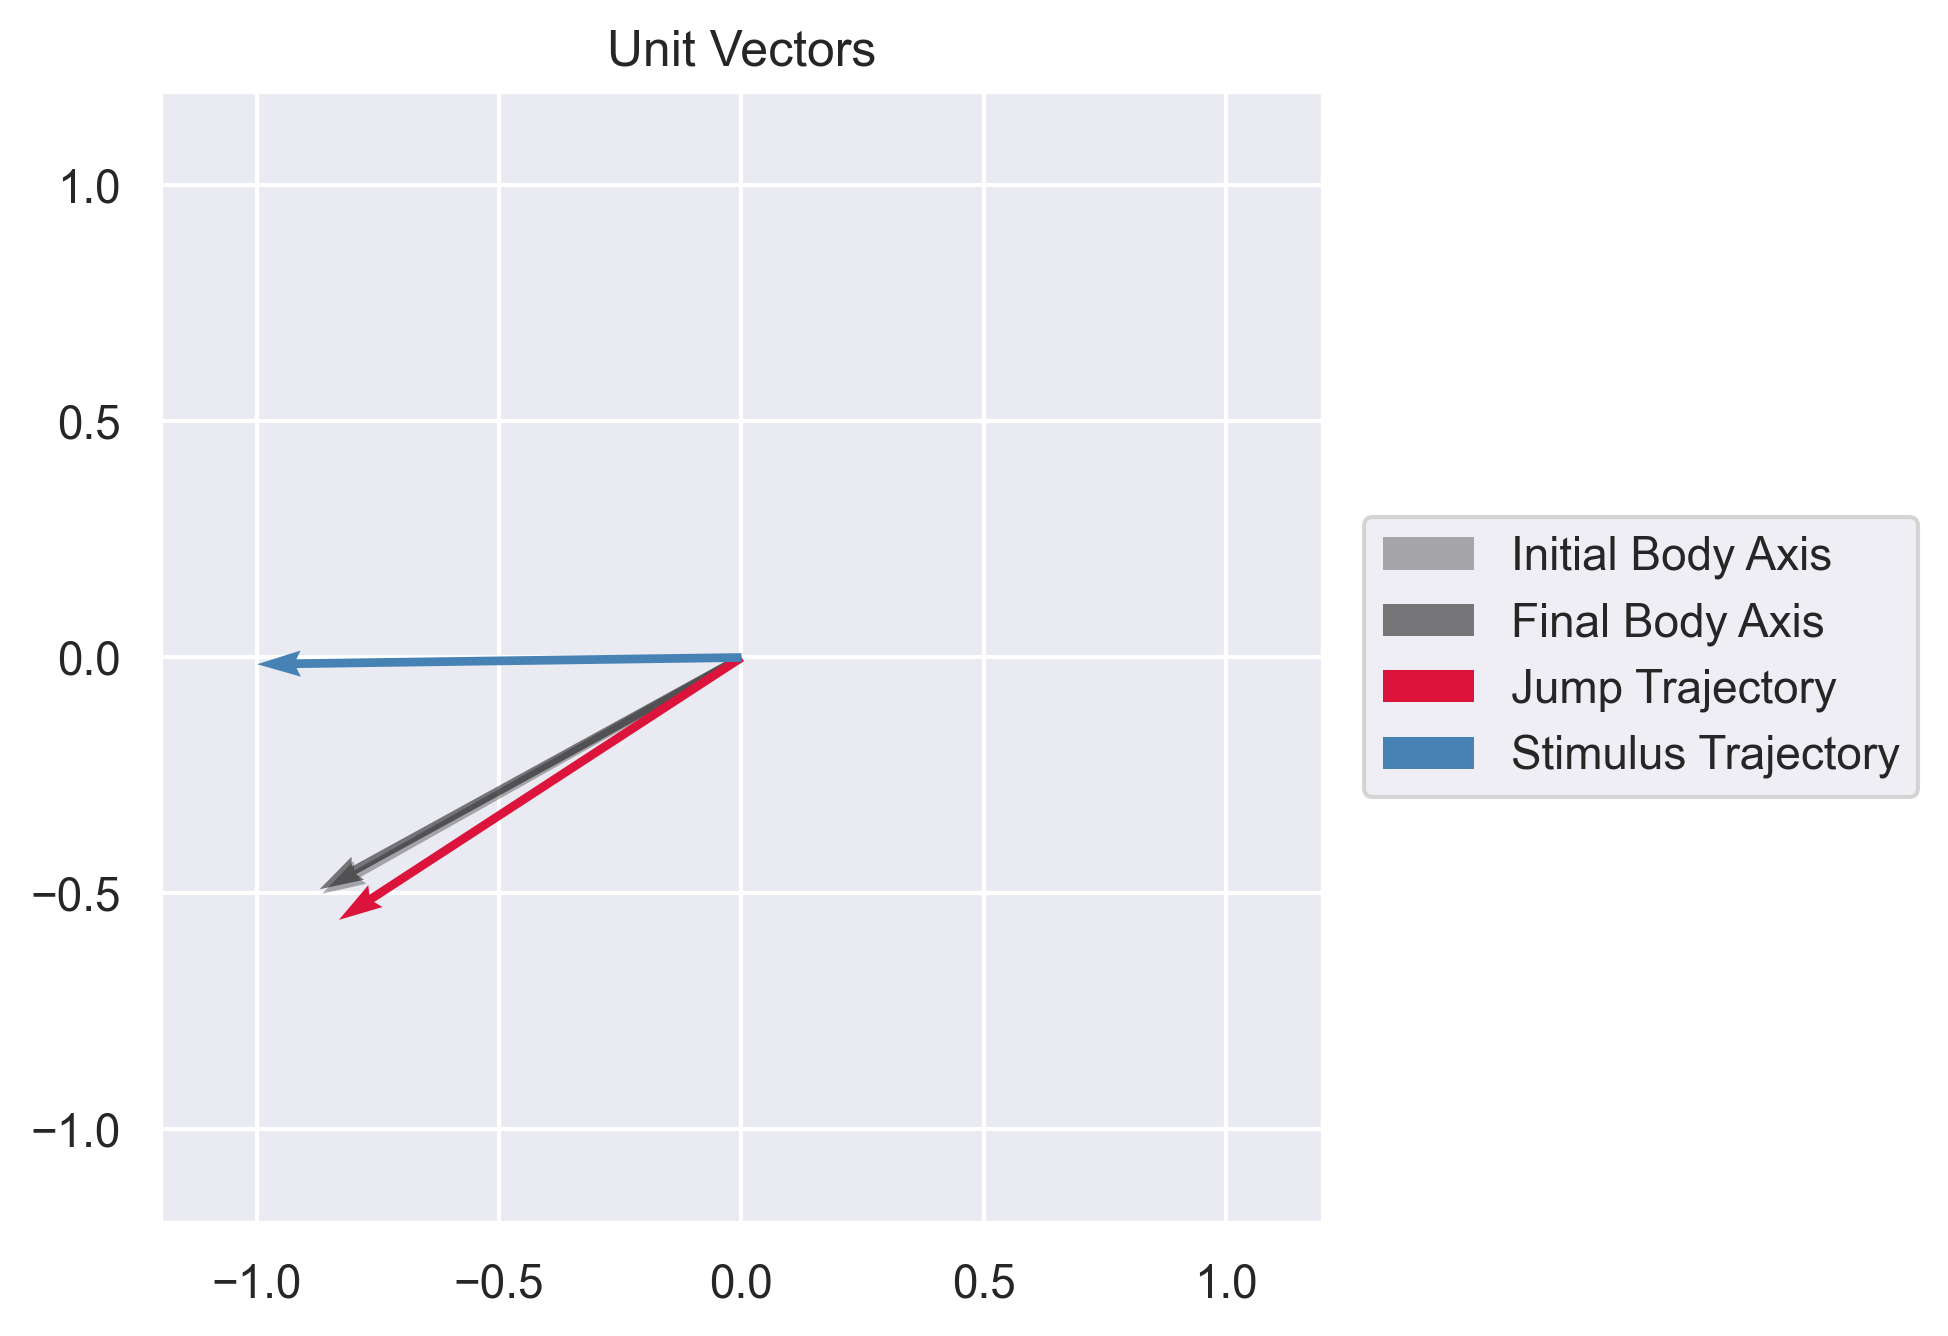 Unit Vectors
1.0
0.5
0.0
−0.5
−1.0
−1.0 −0.5 0.0 0.5 1.0
Initial Body Axis
Final Body Axis
Jump Trajectory
Stimulus Trajectory